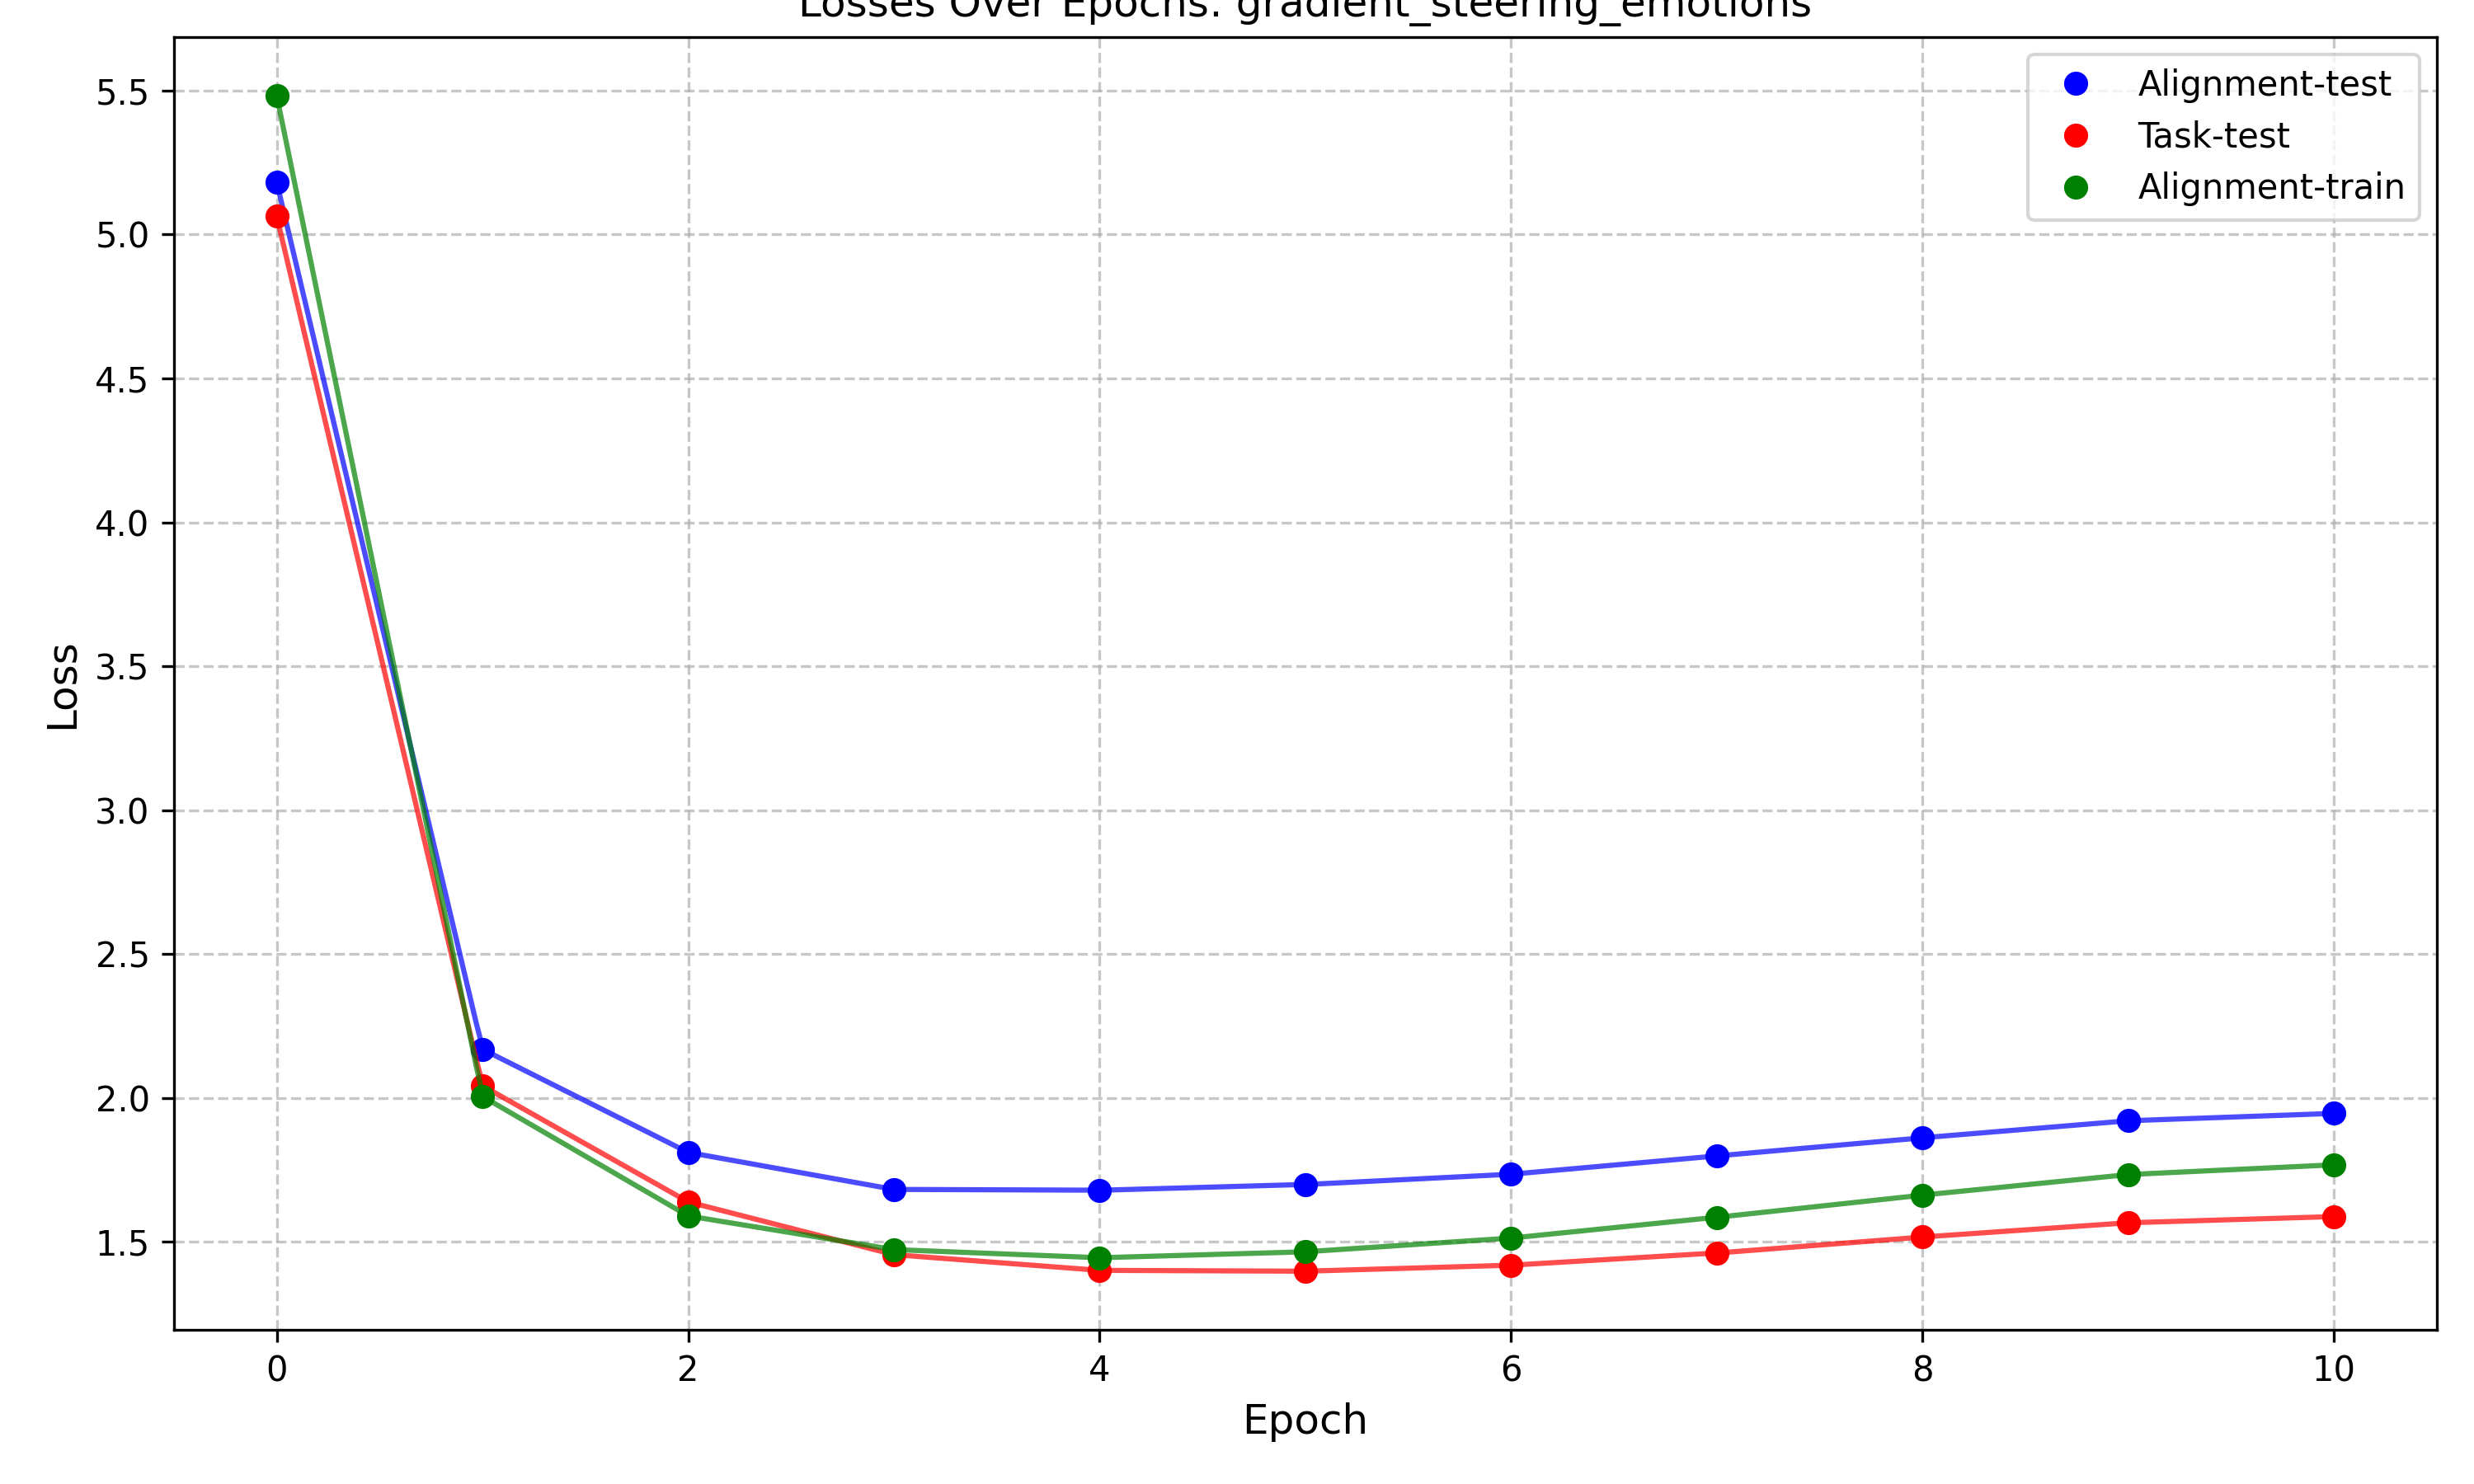 Losses Over Epochs: gradient_steering_emotions
5.5
5.0
4.5
4.0
3.5
3.0
2.5
2.0
1.5
Loss
0
2
4
6
8
10
Epoch
Alignment-test
Task-test
Alignment-train